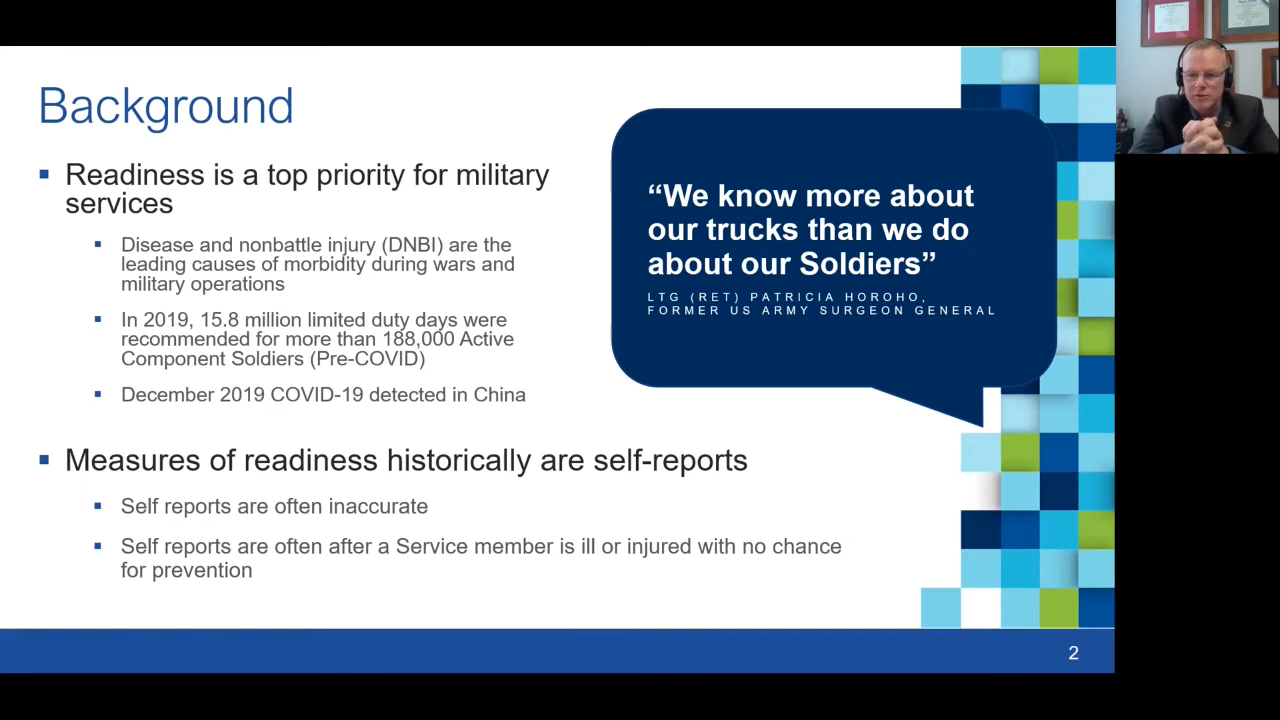 Background
▪ Readiness is a top priority for military
services
▪ Disease and nonbattle injury (DNBI) are the
leading causes of morbidity during wars and
military operations
▪ In 2019, 15.8 million limited duty days were
recommended for more than 188,000 Active
Component Soldiers (Pre-COVID)
▪ December 2019 COVID-19 detected in China
▪ Measures of readiness historically are self-reports
▪ Self reports are often inaccurate
▪ Self reports are often after a Service member is ill or injured with no chance
for prevention
“We know more about
our trucks than we do
about our Soldiers”
LTG (RET) PATRICIA HOROHO,
FORMER US ARMY SURGEON GENERAL
2